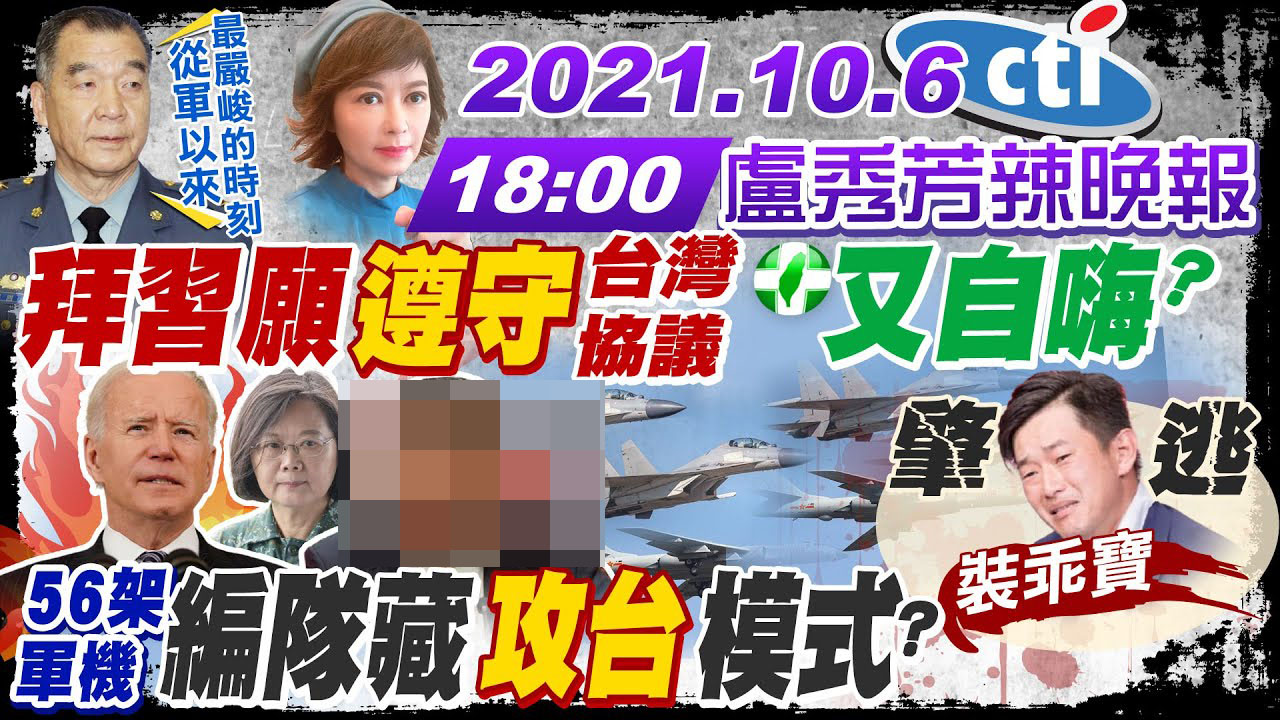 最嚴峻的時刻
從軍以來
2021.10.6
cti
18:00
盧秀芳辣晚報
拜習願遵守台灣協議
又自嗨?
肇逃
裝乖寶
56架軍機
編隊藏攻台模式?